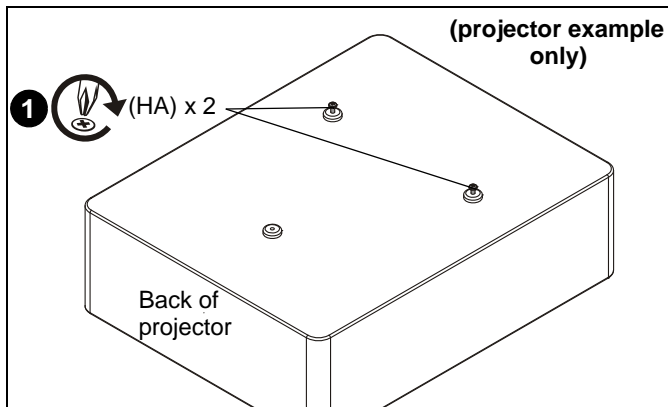 (projector example
only)
1
(HA) x 2
Back of
projector